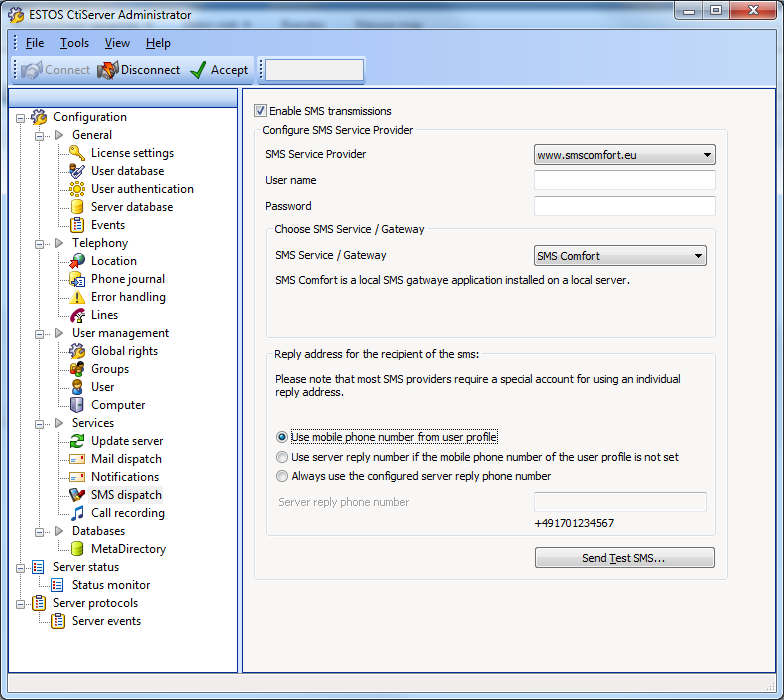 ESTOS CtiServer Administrator
File Tools View Help
Connect Disconnect Accept
Configuration
General
License settings
User database
User authentication
Server database
Events
Telephony
Location
Phone journal
Error handling
Lines
User management
Global rights
Groups
User
Computer
Services
Update server
Mail dispatch
Notifications
SMS dispatch
Call recording
Databases
MetaDirectory
Server status
Status monitor
Server protocols
Server events
Enable SMS transmissions
Configure SMS Service Provider
SMS Service Provider www.smscomfort.eu
User name
Password
Choose SMS Service / Gateway
SMS Service / Gateway SMS Comfort
SMS Comfort is a local SMS gatwaye application installed on a local server.
Reply address for the recipient of the sms:
Please note that most SMS providers require a special account for using an individual
reply address.
Use mobile phone number from user profile
Use server reply number if the mobile phone number of the user profile is not set
Always use the configured server reply phone number
Server reply phone number
+491701234567
Send Test SMS...